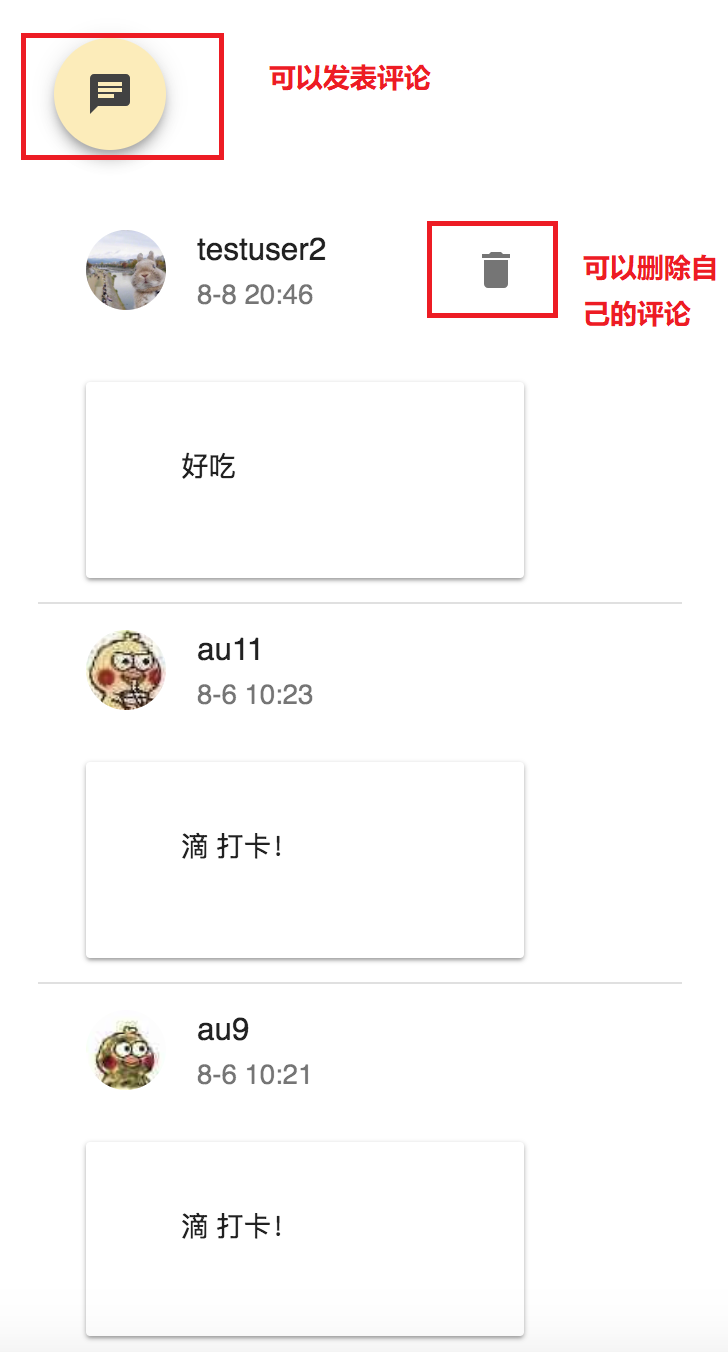 可以发表评论
testuser2
8-8 20:46
可以删除自
己的评论
好吃
au11
8-6 10:23
滴 打卡！
au9
8-6 10:21
滴 打卡！